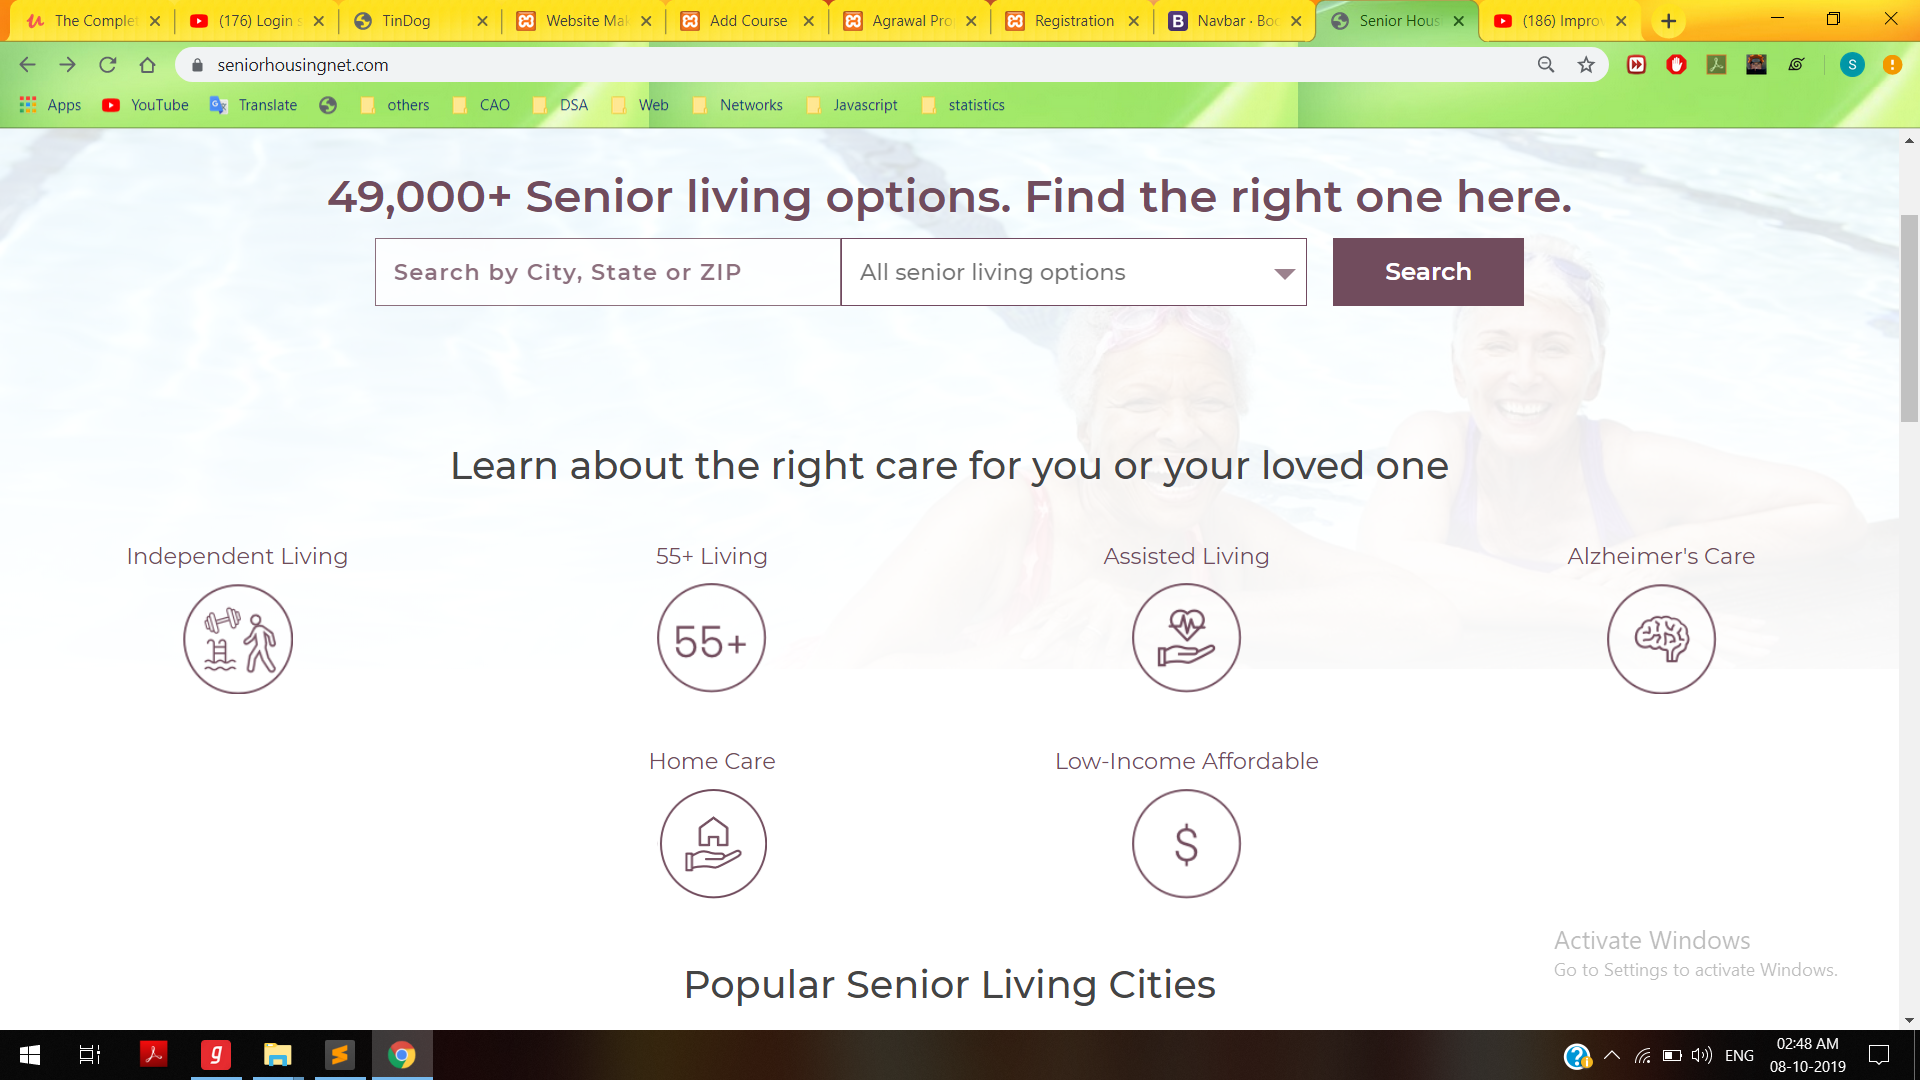 The Complet
(176) Login
TinDog
Website Mak
Add Course
Agrawal Pro
Registration
Navbar · Boo
Senior Hous
(186) Improv
seniorhousingnet.com
S
Apps
YouTube
Translate
others
CAO
DSA
Web
Networks
Javascript
statistics
49,000+ Senior living options. Find the right one here.
Search by City, State or ZIP
All senior living options
Search
Learn about the right care for you or your loved one
Independent Living
55+ Living
Assisted Living
Alzheimer's Care
55+
Home Care
Low-Income Affordable
$
Activate Windows
Go to Settings to activate Windows.
Popular Senior Living Cities
ENG
02:48 AM
08-10-2019